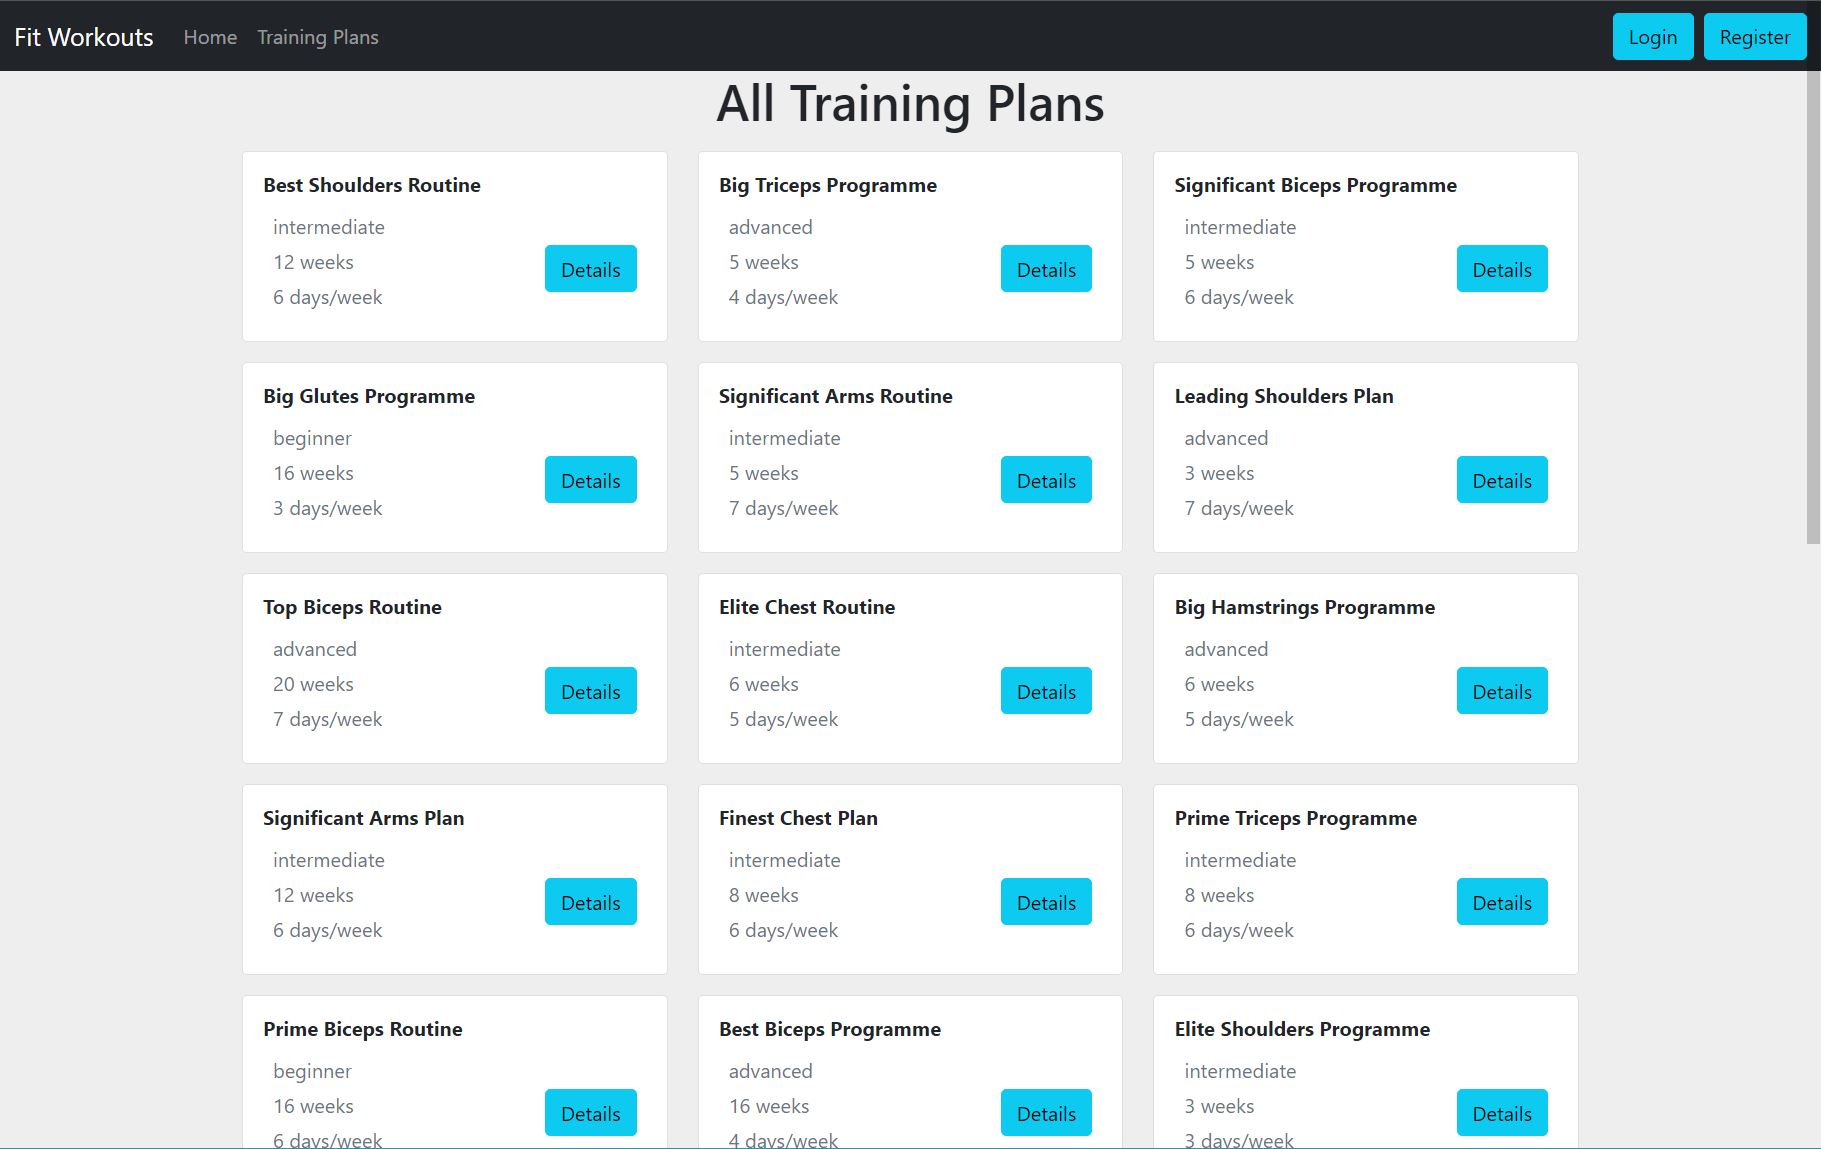 Fit Workouts Home Training Plans Login Register
All Training Plans
Best Shoulders Routine
intermediate
12 weeks
6 days/week
Details
Big Triceps Programme
advanced
5 weeks
4 days/week
Details
Significant Biceps Programme
intermediate
5 weeks
6 days/week
Details
Big Glutes Programme
beginner
16 weeks
3 days/week
Details
Significant Arms Routine
intermediate
5 weeks
7 days/week
Details
Leading Shoulders Plan
advanced
3 weeks
7 days/week
Details
Top Biceps Routine
advanced
20 weeks
7 days/week
Details
Elite Chest Routine
intermediate
6 weeks
5 days/week
Details
Big Hamstrings Programme
advanced
6 weeks
5 days/week
Details
Significant Arms Plan
intermediate
12 weeks
6 days/week
Details
Finest Chest Plan
intermediate
8 weeks
6 days/week
Details
Prime Triceps Programme
intermediate
8 weeks
6 days/week
Details
Prime Biceps Routine
beginner
16 weeks
6 days/week
Details
Best Biceps Programme
advanced
16 weeks
4 days/week
Details
Elite Shoulders Programme
intermediate
3 weeks
3 days/week
Details